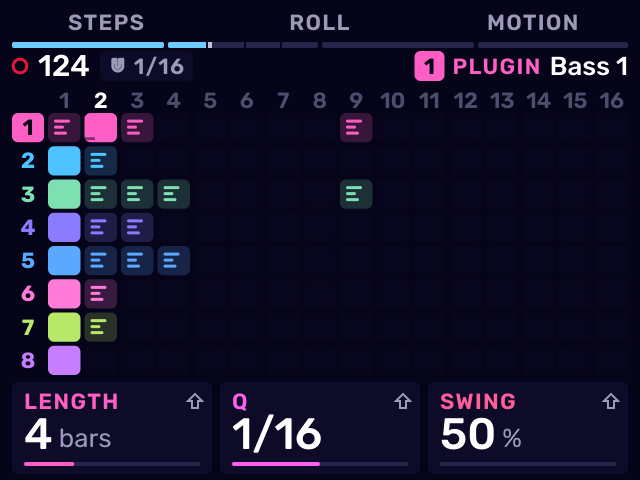 STEPS ROLL MOTION
124 1/16 1 PLUGIN Bass 1
1 2 3 4 5 6 7 8 9 10 11 12 13 14 15 16
1
2
3
4
5
6
7
8
LENGTH Q SWING
4 bars 1/16 50 %